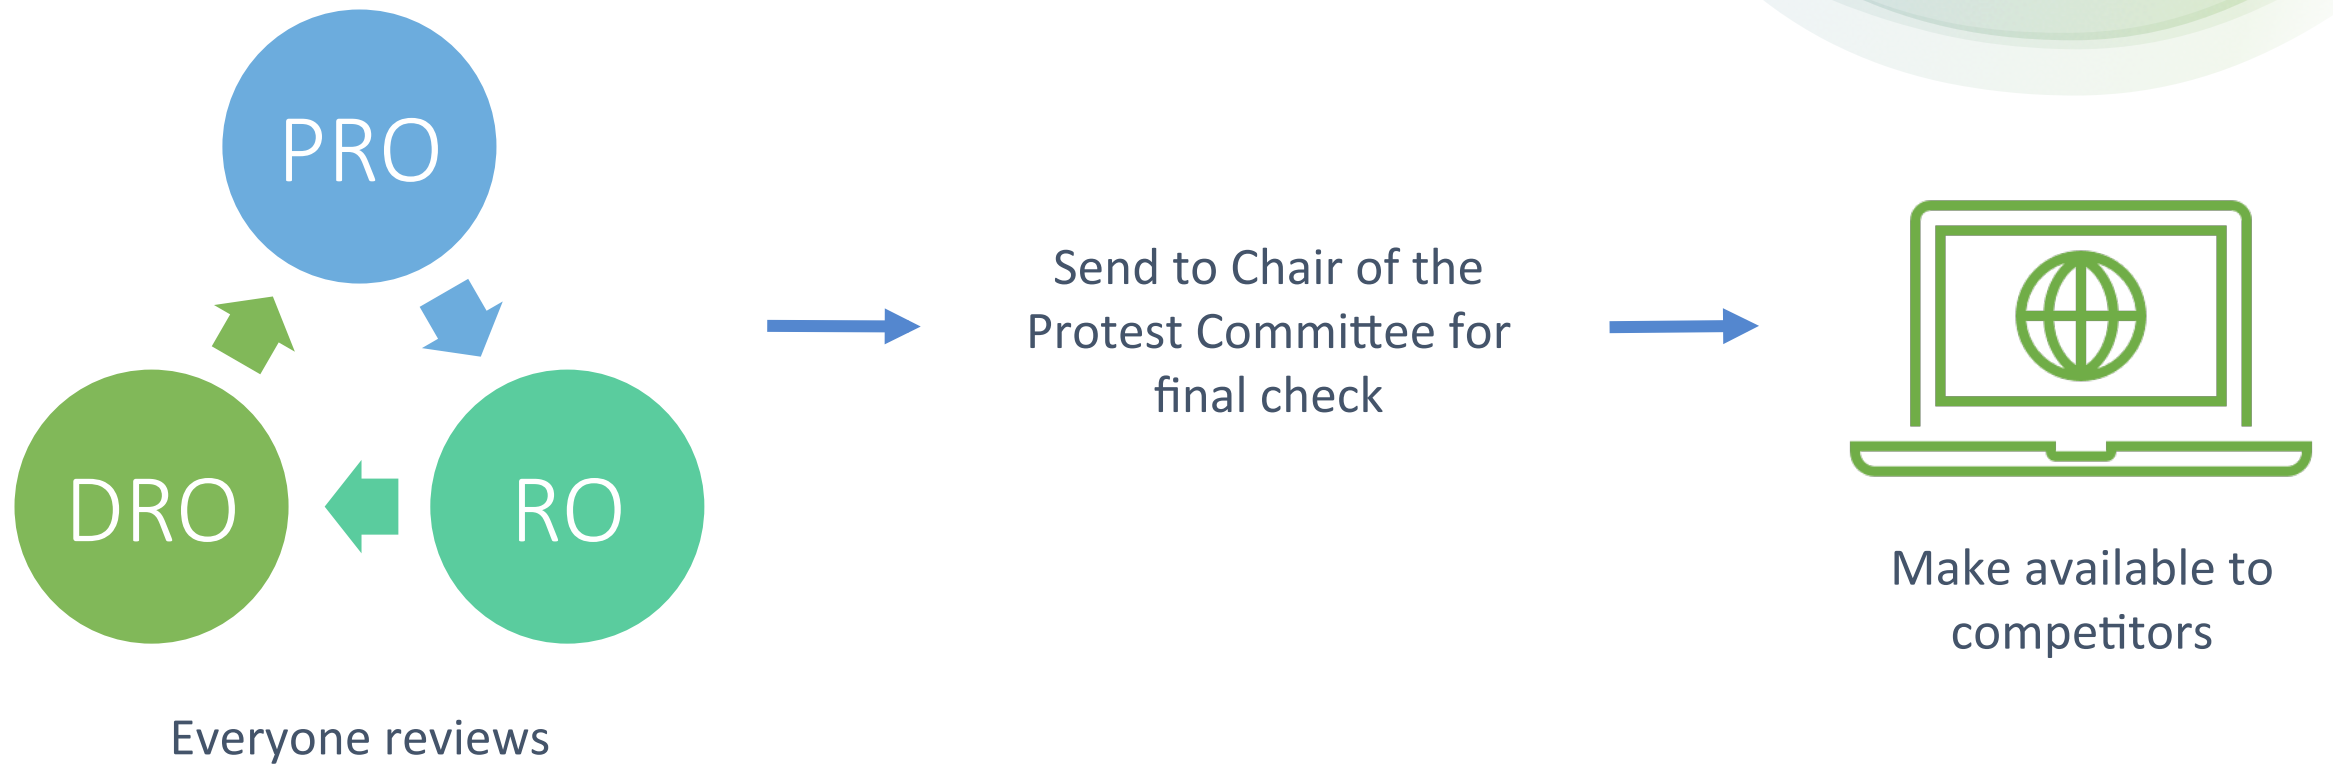 PRO
DRO
RO
Everyone reviews
Send to Chair of the
Protest Committee for
final check
Make available to
competitors